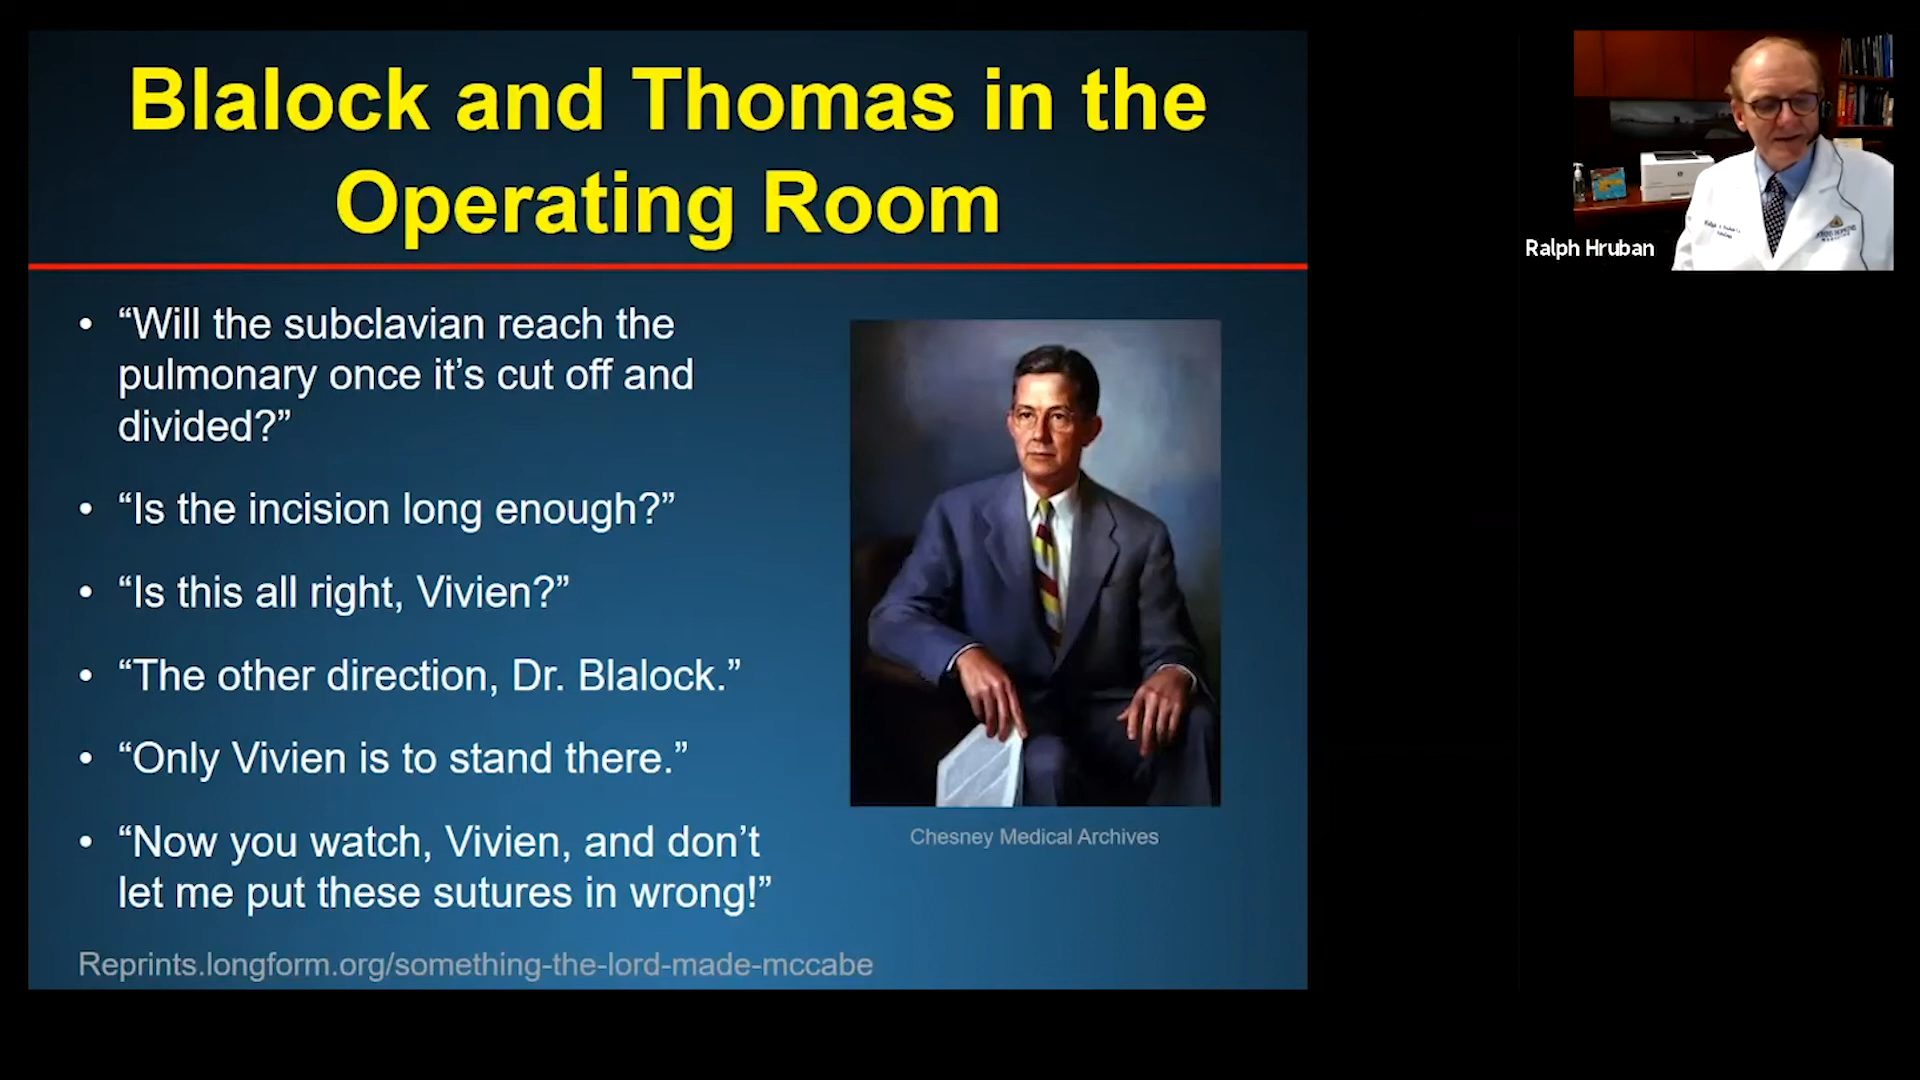 Blalock and Thomas in the
Operating Room
• “Will the subclavian reach the
pulmonary once it’s cut off and
divided?”
• “Is the incision long enough?”
• “Is this all right, Vivien?”
• “The other direction, Dr. Blalock.”
• “Only Vivien is to stand there.”
• “Now you watch, Vivien, and don’t
let me put these sutures in wrong!”
Reprints.longform.org/something-the-lord-made-mccabe
Chesney Medical Archives
Ralph Hruban